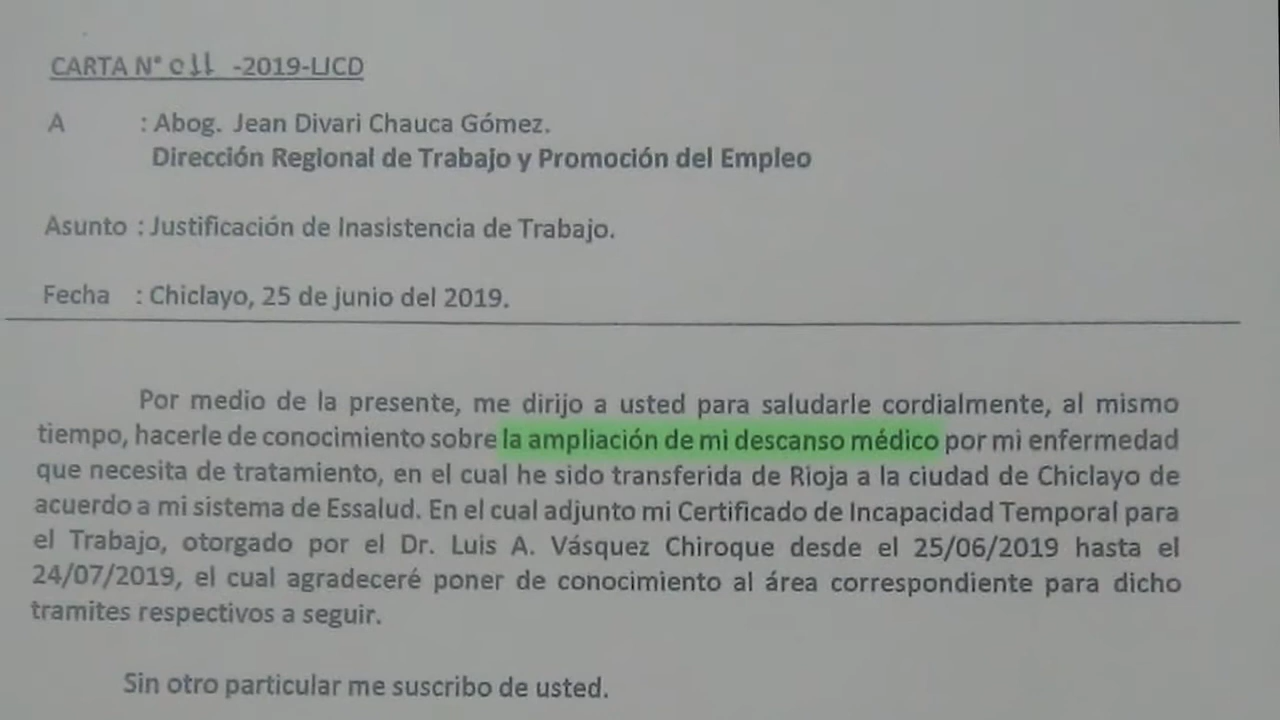 CARTA N° 011 -2019-LJCD
A : Abog. Jean Divari Chauca Gómez.
Dirección Regional de Trabajo y Promoción del Empleo
Asunto : Justificación de Inasistencia de Trabajo.
Fecha : Chiclayo, 25 de junio del 2019.
Por medio de la presente, me dirijo a usted para saludarle cordialmente, al mismo
tiempo, hacerle de conocimiento sobre la ampliación de mi descanso médico por mi enfermedad
que necesita de tratamiento, en el cual he sido transferida de Rioja a la ciudad de Chiclayo de
acuerdo a mi sistema de Essalud. En el cual adjunto mi Certificado de Incapacidad Temporal para
el Trabajo, otorgado por el Dr. Luis A. Vásquez Chiroque desde el 25/06/2019 hasta el
24/07/2019, el cual agradeceré poner de conocimiento al área correspondiente para dicho
tramites respectivos a seguir.
Sin otro particular me suscribo de usted.